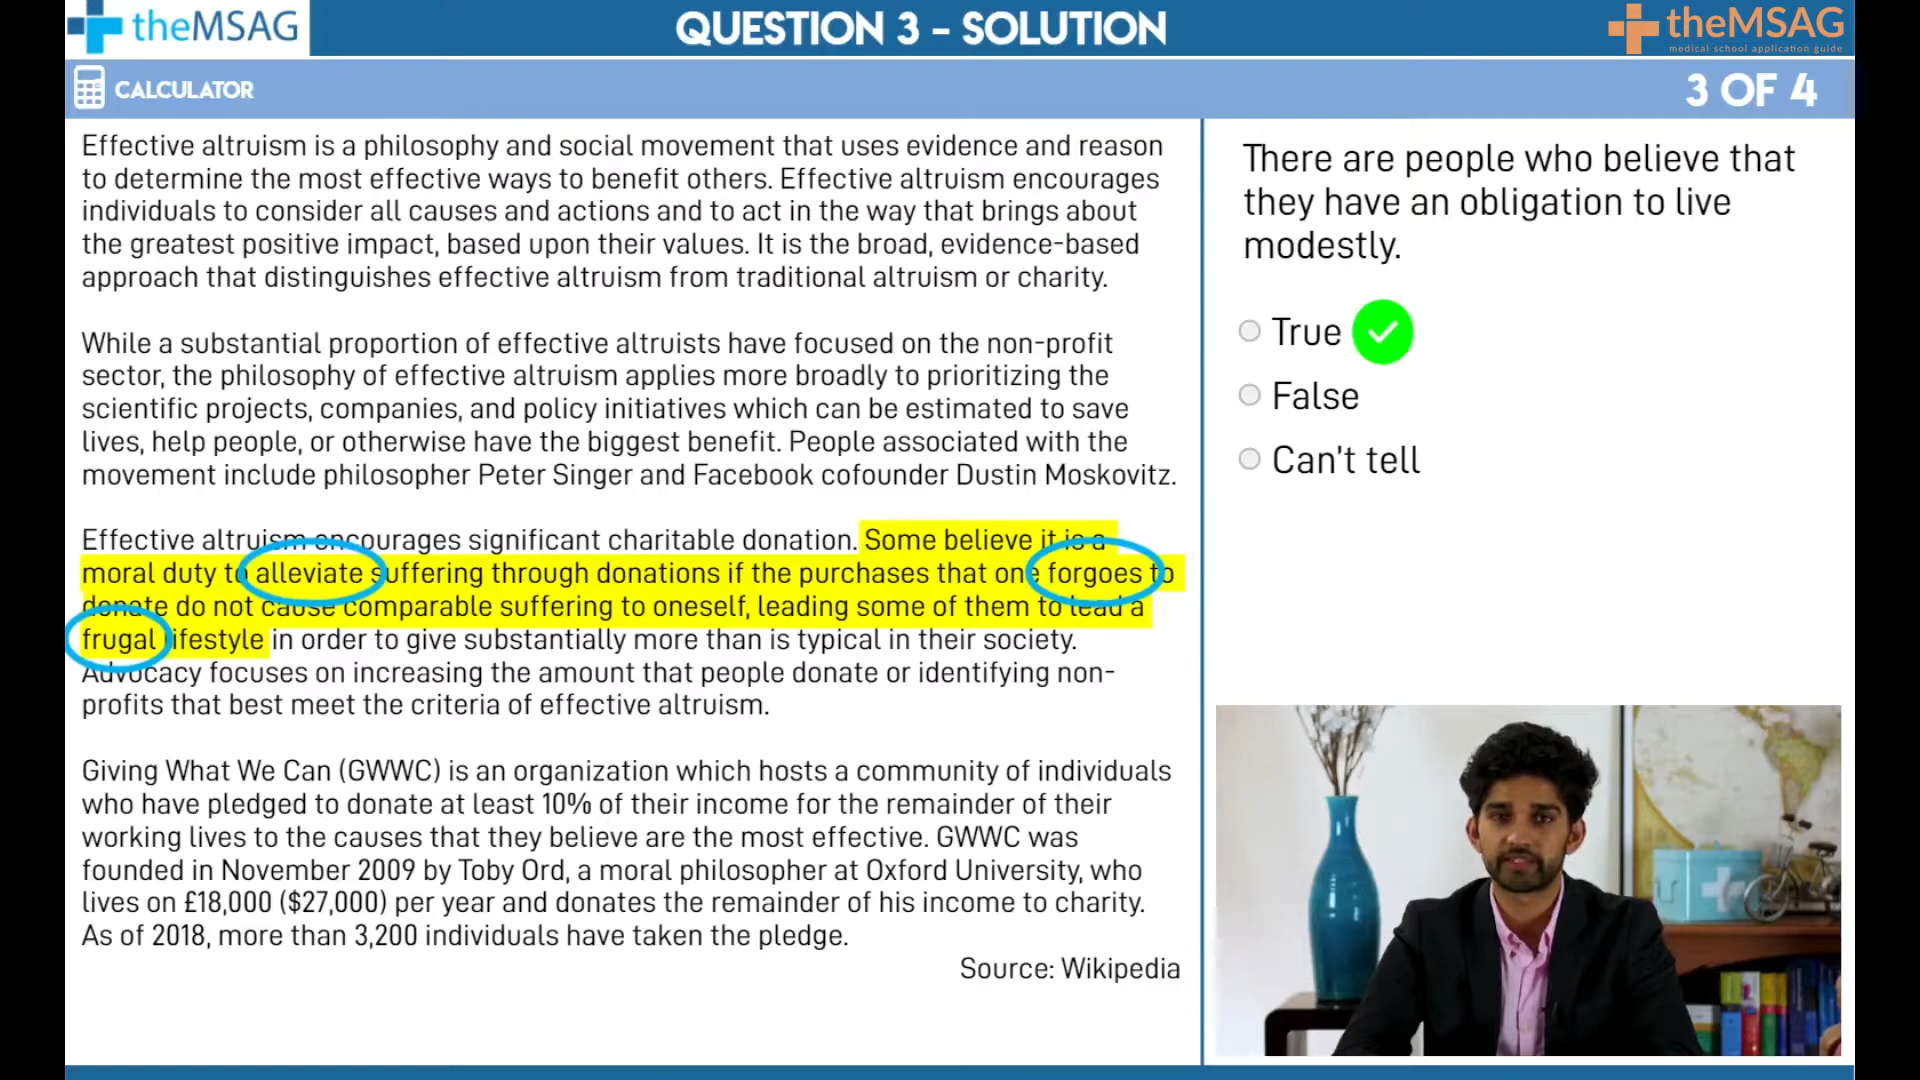 theMSAG
QUESTION 3 – SOLUTION
theMSAG
medical school application guide
CALCULATOR
3 OF 4
Effective altruism is a philosophy and social movement that uses evidence and reason
to determine the most effective ways to benefit others. Effective altruism encourages
individuals to consider all causes and actions and to act in the way that brings about
the greatest positive impact, based upon their values. It is the broad, evidence-based
approach that distinguishes effective altruism from traditional altruism or charity.
While a substantial proportion of effective altruists have focused on the non-profit
sector, the philosophy of effective altruism applies more broadly to prioritizing the
scientific projects, companies, and policy initiatives which can be estimated to save
lives, help people, or otherwise have the biggest benefit. People associated with the
movement include philosopher Peter Singer and Facebook cofounder Dustin Moskovitz.
Effective altruism encourages significant charitable donation. Some believe it is a
moral duty to alleviate suffering through donations if the purchases that one forgoes to
donate do not cause comparable suffering to oneself, leading some of them to lead a
frugal lifestyle in order to give substantially more than is typical in their society.
Advocacy focuses on increasing the amount that people donate or identifying non-
profits that best meet the criteria of effective altruism.
Giving What We Can (GWWC) is an organization which hosts a community of individuals
who have pledged to donate at least 10% of their income for the remainder of their
working lives to the causes that they believe are the most effective. GWWC was
founded in November 2009 by Toby Ord, a moral philosopher at Oxford University, who
lives on £18,000 ($27,000) per year and donates the remainder of his income to charity.
As of 2018, more than 3,200 individuals have taken the pledge.
Source: Wikipedia
There are people who believe that
they have an obligation to live
modestly.
True
False
Can't tell